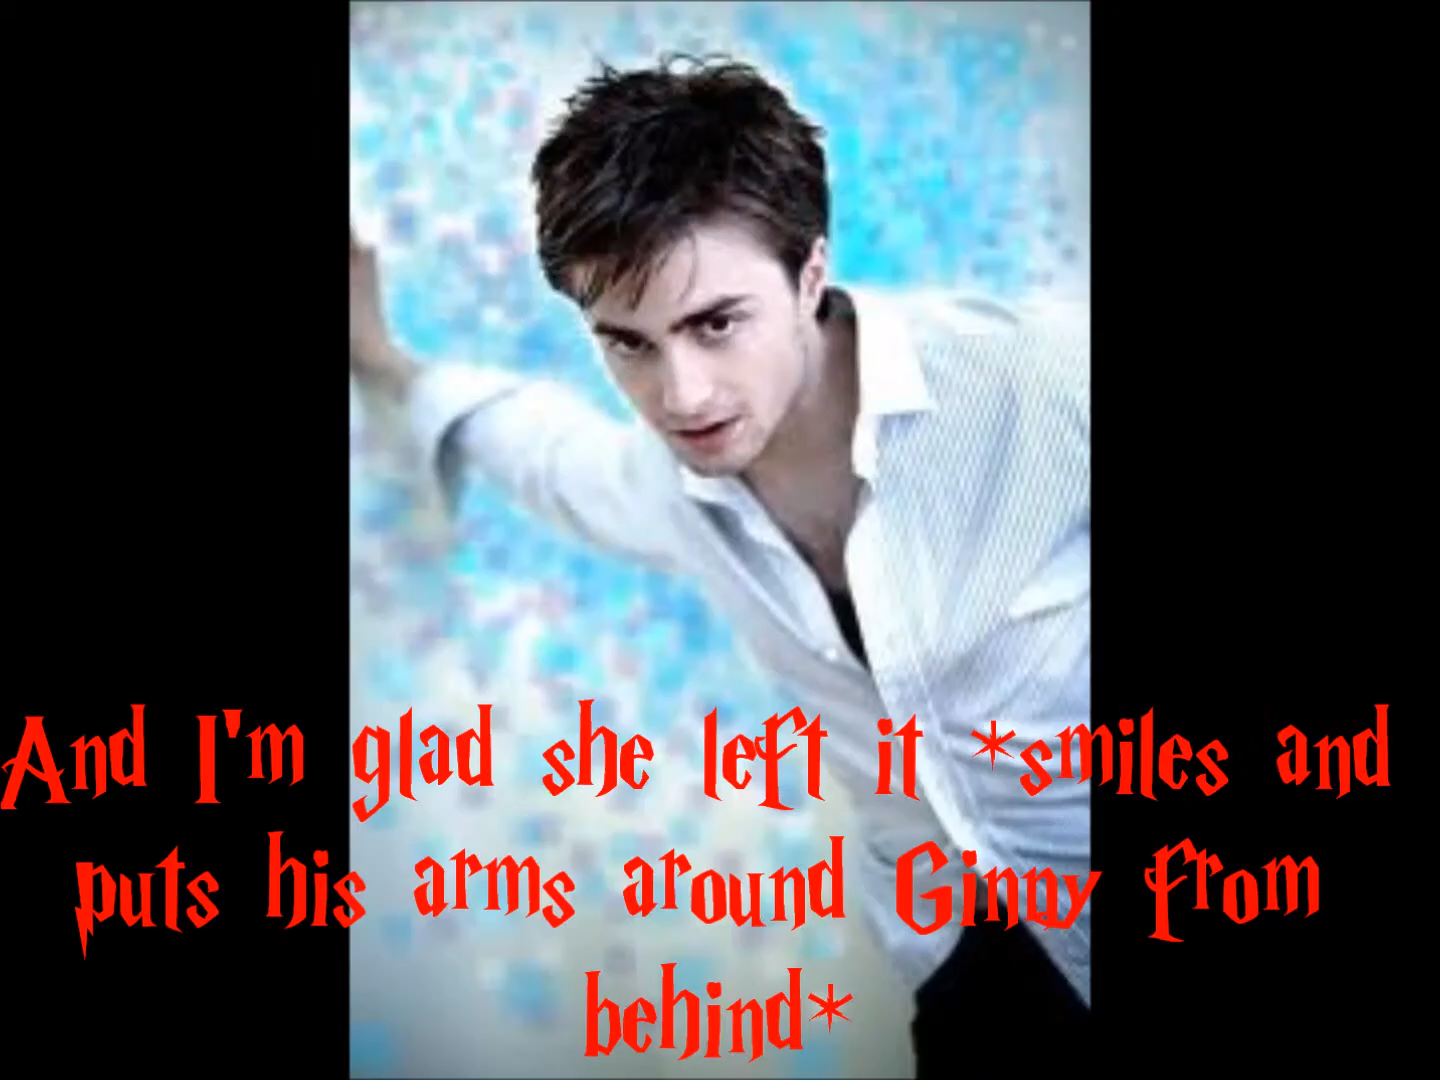 And I'm glad she left it *smiles and
puts his arms around Ginny from
behind*